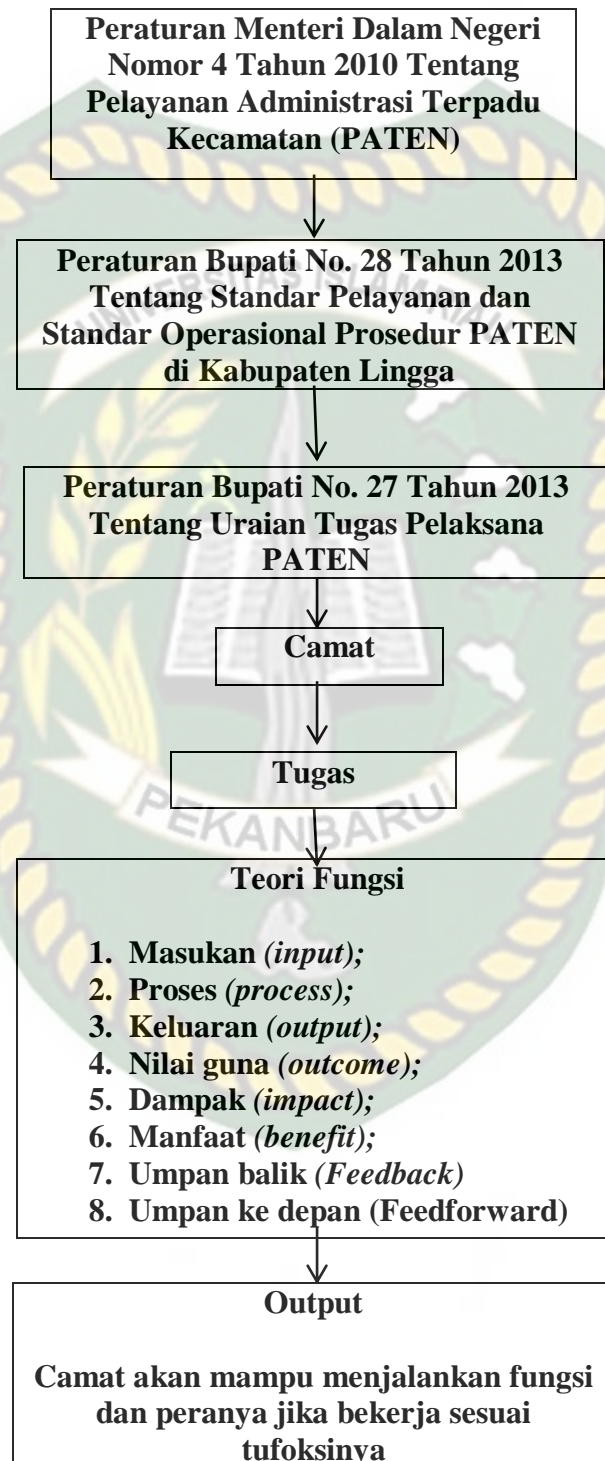 Peraturan Menteri Dalam Negeri
Nomor 4 Tahun 2010 Tentang
Pelayanan Administrasi Terpadu
Kecamatan (PATEN)
Peraturan Bupati No. 28 Tahun 2013
Tentang Standar Pelayanan dan
Standar Operasional Prosedur PATEN
di Kabupaten Lingga
UNIVERSITAS ISLAM RIAU
Peraturan Bupati No. 27 Tahun 2013
Tentang Uraian Tugas Pelaksana
PATEN
Camat
Tugas
PEKANBARU
Teori Fungsi
1. Masukan (input);
2. Proses (process);
3. Keluaran (output);
4. Nilai guna (outcome);
5. Dampak (impact);
6. Manfaat (benefit);
7. Umpan balik (Feedback)
8. Umpan ke depan (Feedforward)
Output
Camat akan mampu menjalankan fungsi
dan peranya jika bekerja sesuai
tufoksinya